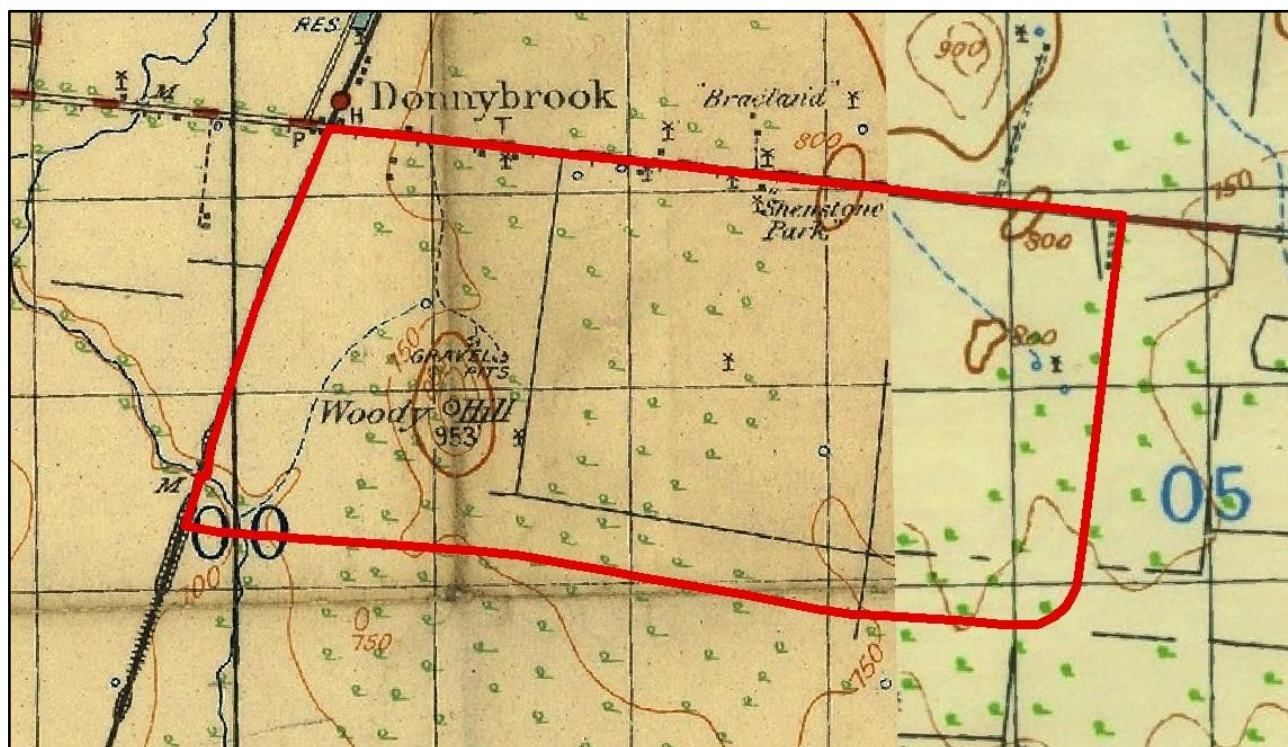 RES.
900
M
H
Donnybrook
"Braeland"
P
T
800
750
"Shenstone
Park"
800
750
GRAVEL
PITS
800
Woody Hill
953
M
00
05
700
750
750